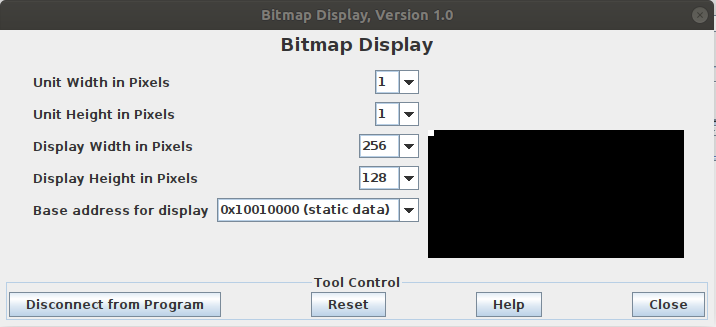 Bitmap Display, Version 1.0
Bitmap Display
Unit Width in Pixels 1
Unit Height in Pixels 1
Display Width in Pixels 256
Display Height in Pixels 128
Base address for display 0x10010000 (static data)
Tool Control
Disconnect from Program Reset Help Close